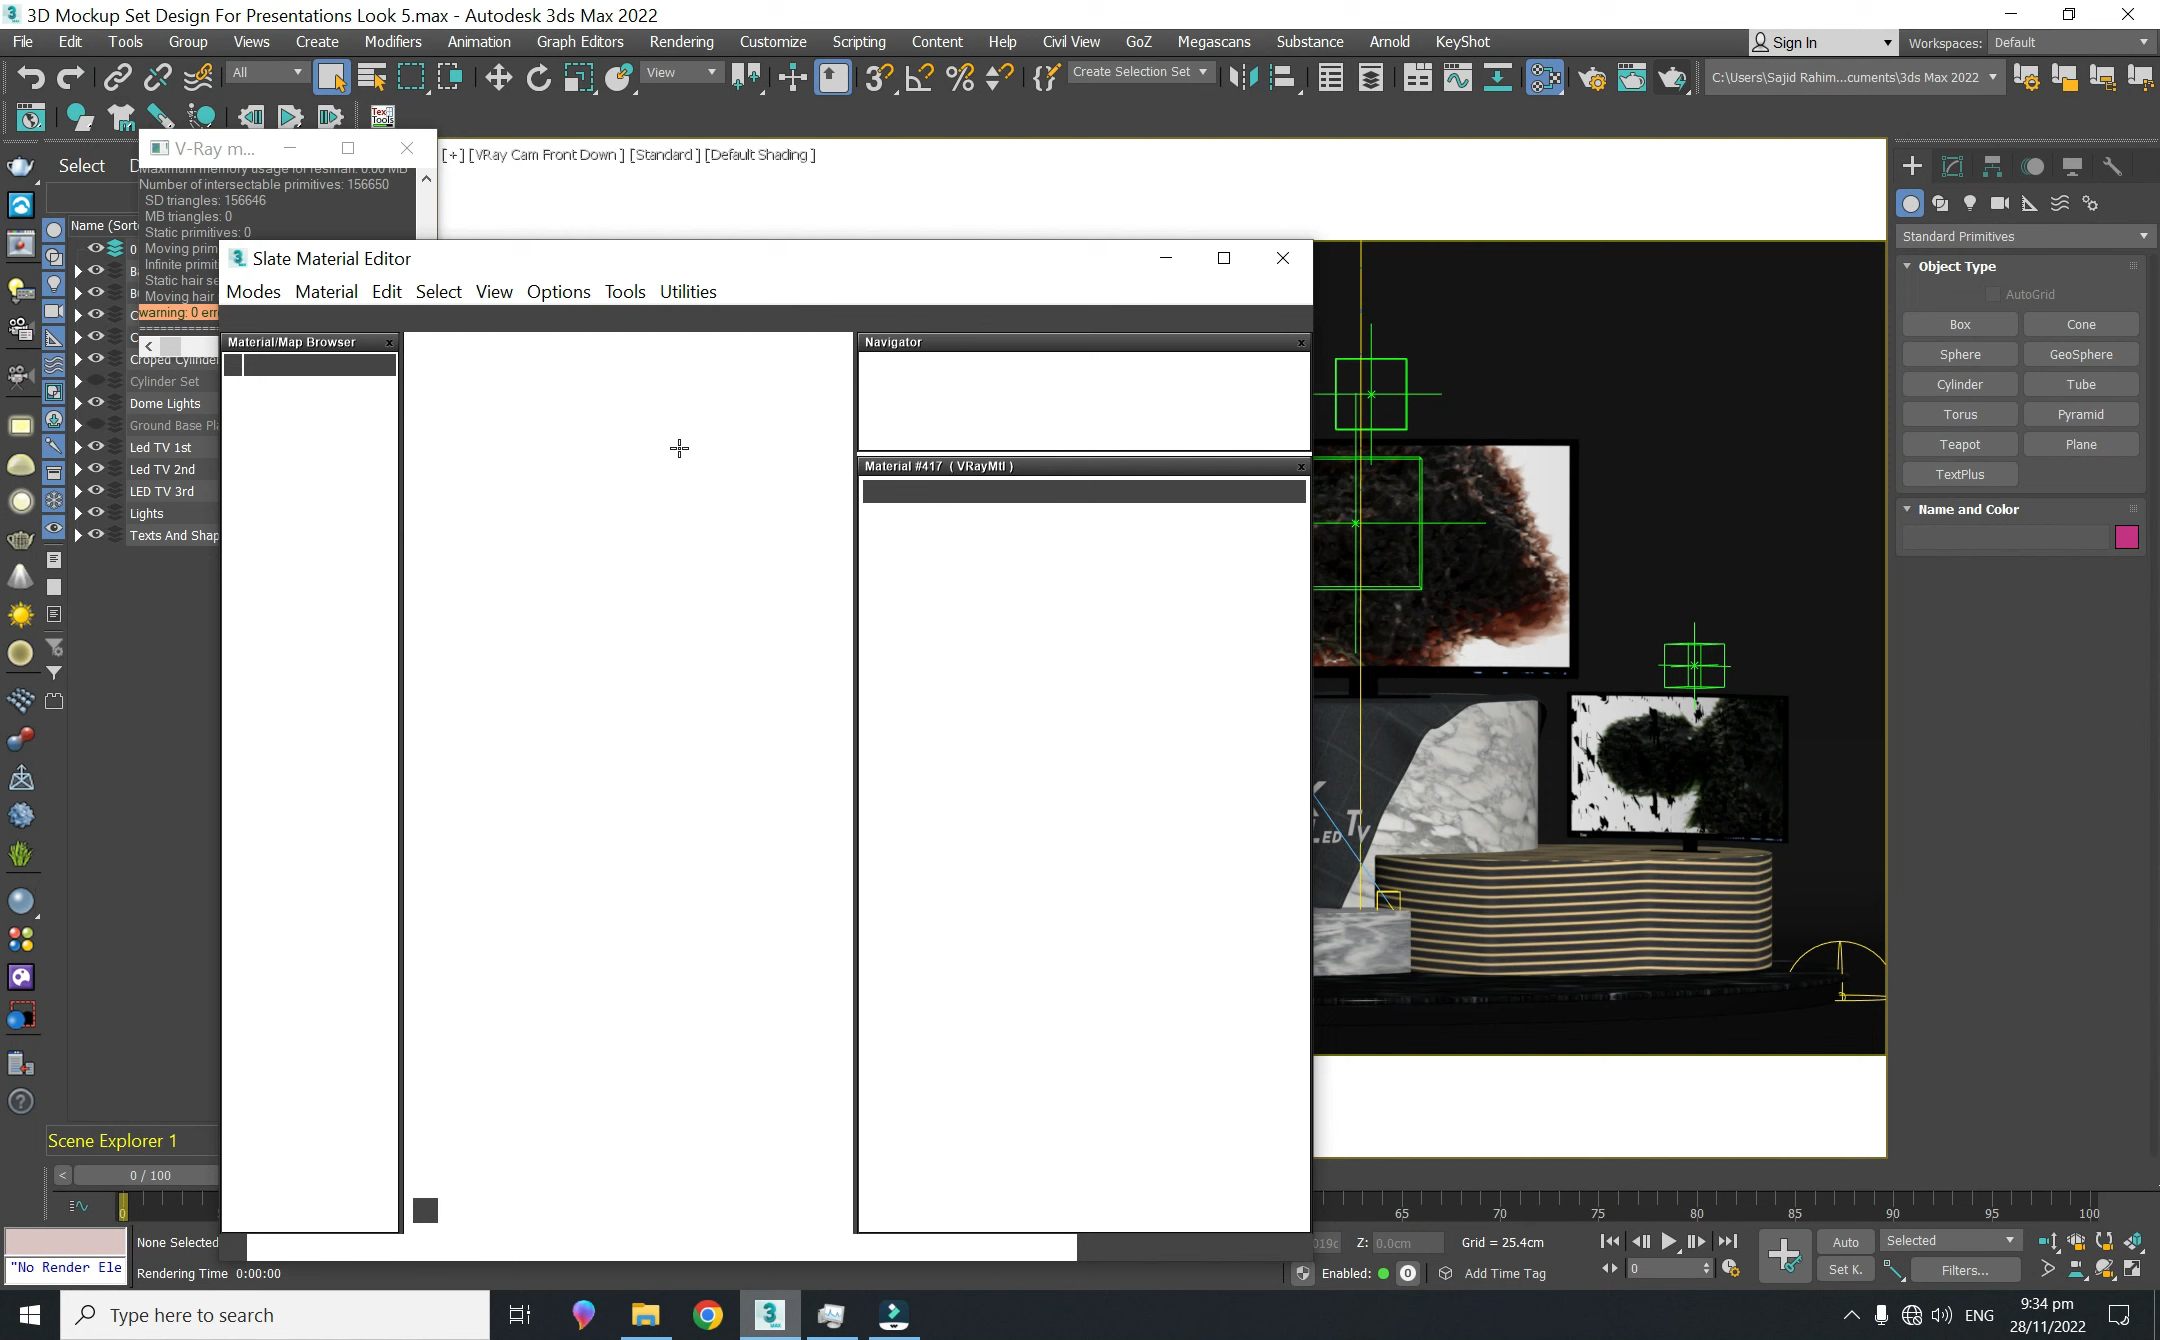 3D Mockup Set Design For Presentations Look 5.max - Autodesk 3ds Max 2022
File Edit Tools Group Views Create Modifiers Animation Graph Editors Rendering Customize Scripting Content Help Civil View GoZ Megascans Substance Arnold KeyShot
Sign In
Workspaces: Default
All
View
Create Selection Set
C:\Users\Sajid Rahim...cuments\3ds Max 2022
Tex
Tools
V-Ray m...
[+] [VRay Cam Front Down ] [Standard ] [Default Shading ]
Select
Number of intersectable primitives: 156650
SD triangles: 156646
MB triangles: 0
Static primitives: 0
Moving prim
Infinite primit
Static hair se
Moving hair
warning: 0 err
Name (Sort
0
Cylinder Set
Dome Lights
Ground Base Pl
Led TV 1st
Led TV 2nd
LED TV 3rd
Lights
Texts And Shap
Slate Material Editor
Modes Material Edit Select View Options Tools Utilities
Material/Map Browser
Navigator
Material #417 ( VRayMtl )
LED TV
Standard Primitives
Object Type
AutoGrid
Box Cone
Sphere GeoSphere
Cylinder Tube
Torus Pyramid
Teapot Plane
TextPlus
Name and Color
Scene Explorer 1
0 / 100
0
65 70 75 80 85 90 95 100
None Selected
Z: 0.0cm
Grid = 25.4cm
Auto
Selected
"No Render Ele
Rendering Time 0:00:00
Enabled:
0
Add Time Tag
0
Set K.
Filters...
Type here to search
ENG
9:34 pm
28/11/2022